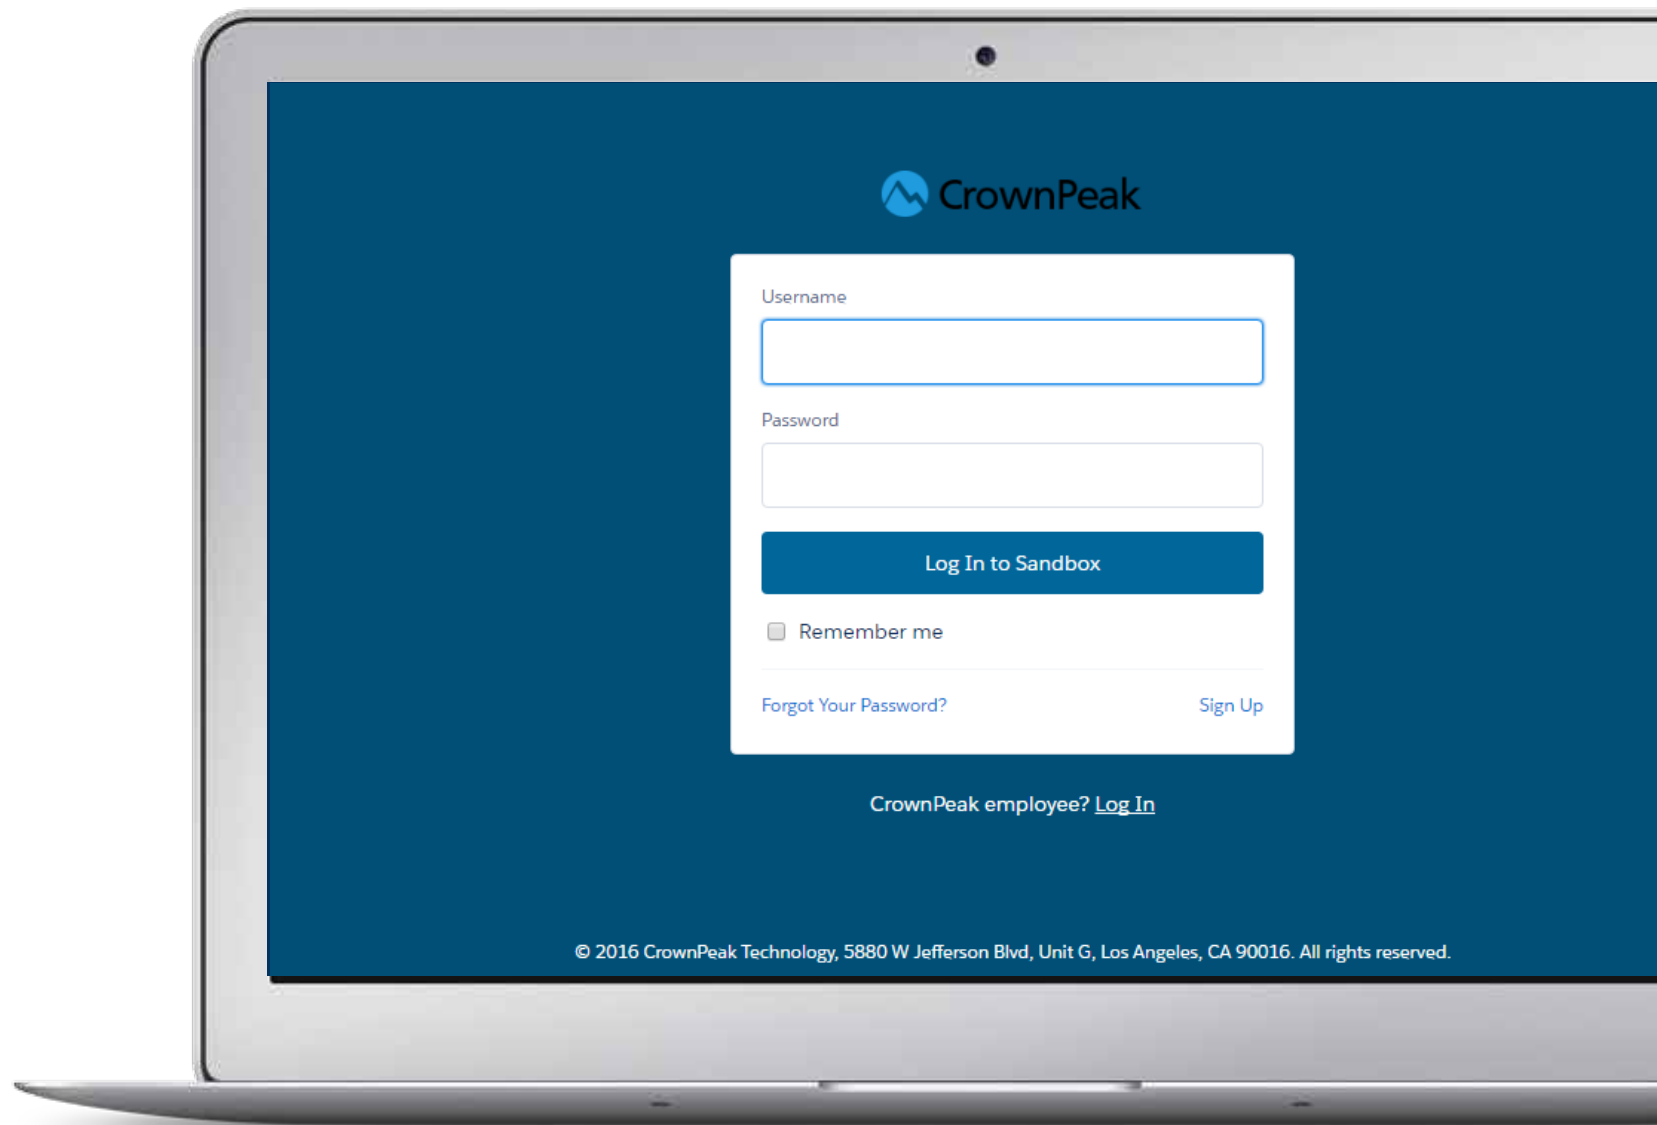 CrownPeak
Username
Password
Log In to Sandbox
Remember me
Forgot Your Password? Sign Up
CrownPeak employee? Log In
© 2016 CrownPeak Technology, 5880 W Jefferson Blvd, Unit G, Los Angeles, CA 90016. All rights reserved.